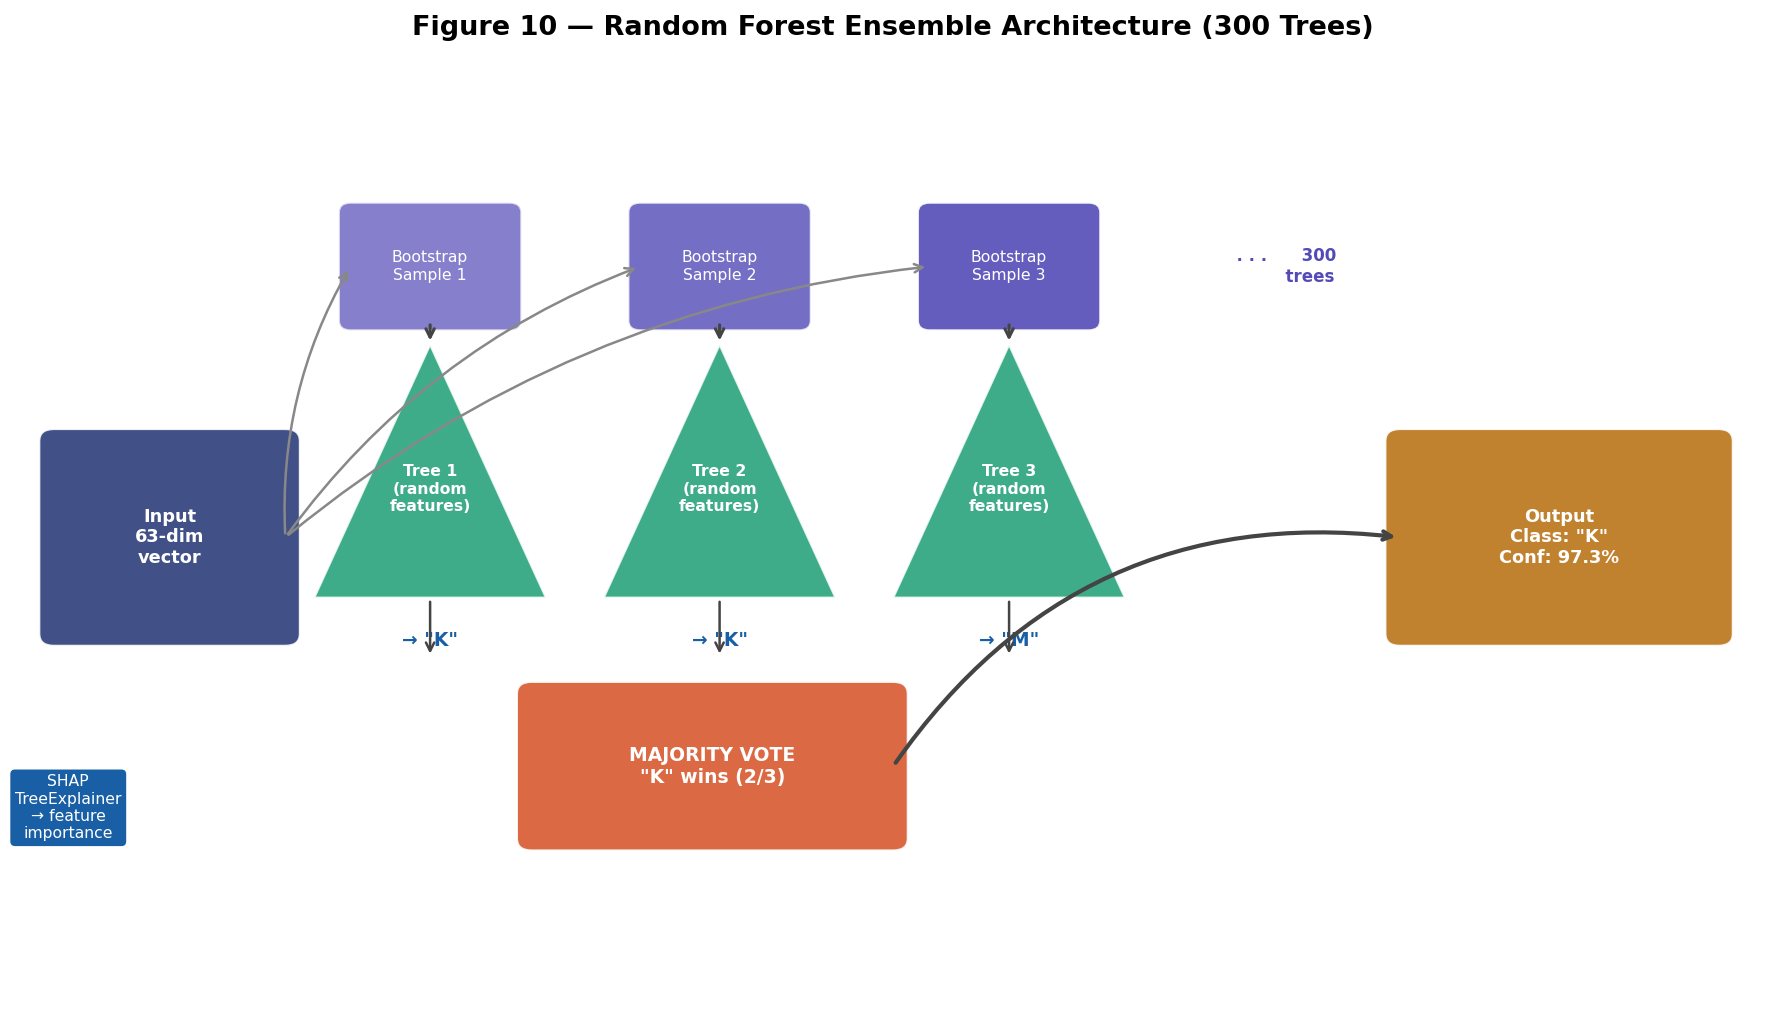 Figure 10 — Random Forest Ensemble Architecture (300 Trees)
Bootstrap
Sample 1
Bootstrap
Sample 2
Bootstrap
Sample 3
. . . 300
trees
Input
63-dim
vector
Tree 1
(random
features)
Tree 2
(random
features)
Tree 3
(random
features)
Output
Class: "K"
Conf: 97.3%
→ "K"
→ "K"
→ "M"
MAJORITY VOTE
"K" wins (2/3)
SHAP
TreeExplainer
→ feature
importance